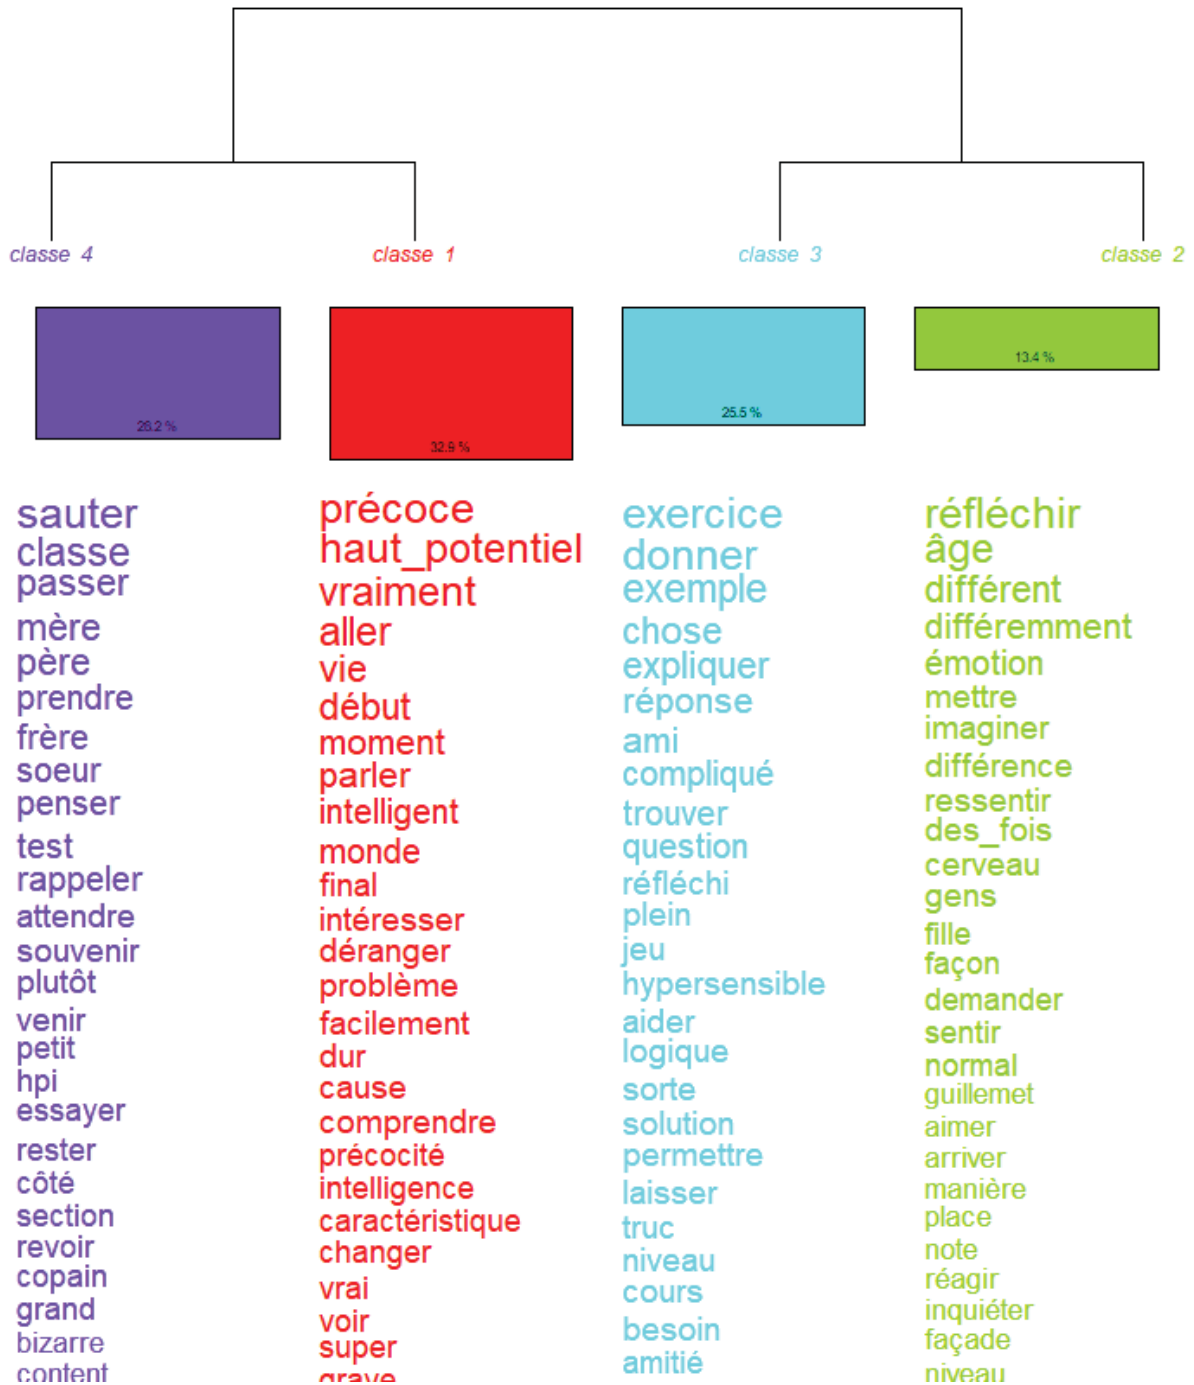 classe 4
classe 1
classe 3
classe 2
28.2 %
32.9 %
25.5 %
13.4 %
sauter
classe
passer
mère
père
prendre
frère
soeur
penser
test
rappeler
attendre
souvenir
plutôt
venir
petit
hpi
essayer
rester
côté
section
revoir
copain
grand
bizarre
content
précoce
haut_potentiel
vraiment
aller
vie
début
moment
parler
intelligent
monde
final
intéresser
déranger
problème
facilement
dur
cause
comprendre
précocité
intelligence
caractéristique
changer
vrai
voir
super
grave
exercice
donner
exemple
chose
expliquer
réponse
ami
compliqué
trouver
question
réfléchi
plein
jeu
hypersensible
aider
logique
sorte
solution
permettre
laisser
truc
niveau
cours
besoin
amitié
réfléchir
âge
différent
différemment
émotion
mettre
imaginer
différence
ressentir
des_fois
cerveau
gens
fille
façon
demander
sentir
normal
guillemet
aimer
arriver
manière
place
note
réagir
inquiéter
façade
niveau